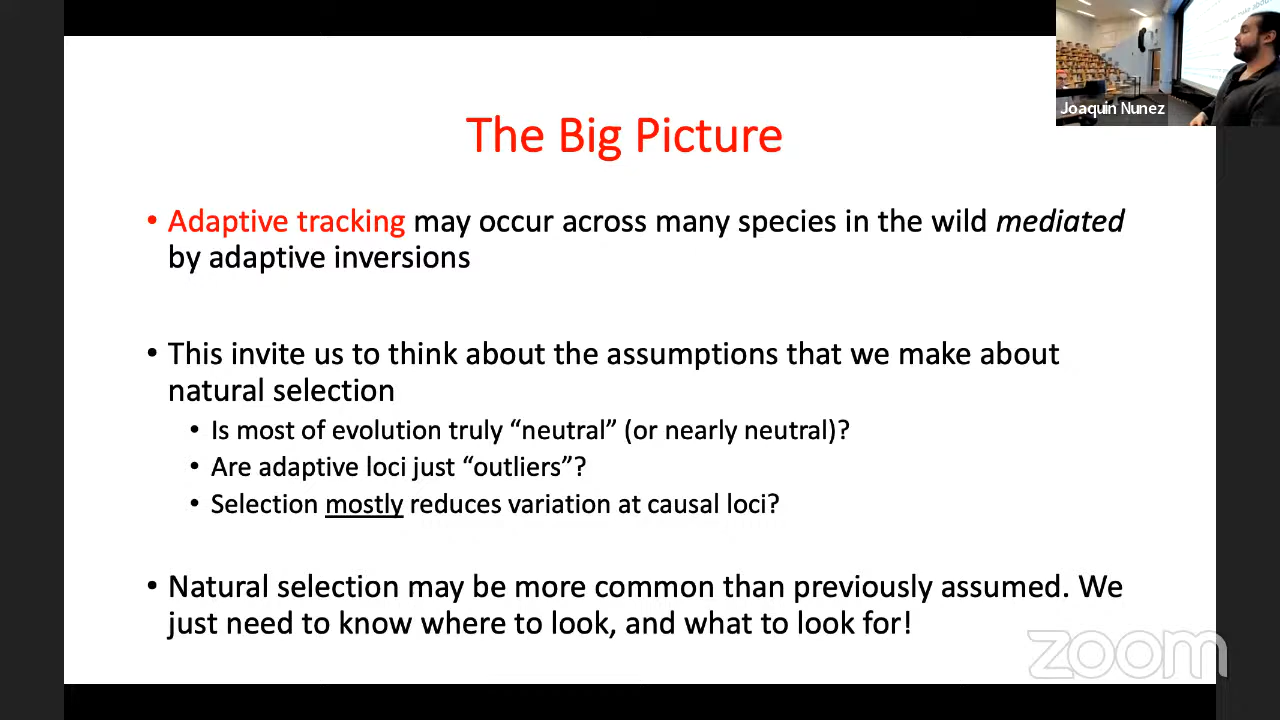 Joaquin Nunez
The Big Picture
• Adaptive tracking may occur across many species in the wild mediated
by adaptive inversions
• This invite us to think about the assumptions that we make about
natural selection
• Is most of evolution truly “neutral” (or nearly neutral)?
• Are adaptive loci just “outliers”?
• Selection mostly reduces variation at causal loci?
• Natural selection may be more common than previously assumed. We
just need to know where to look, and what to look for!
zoom